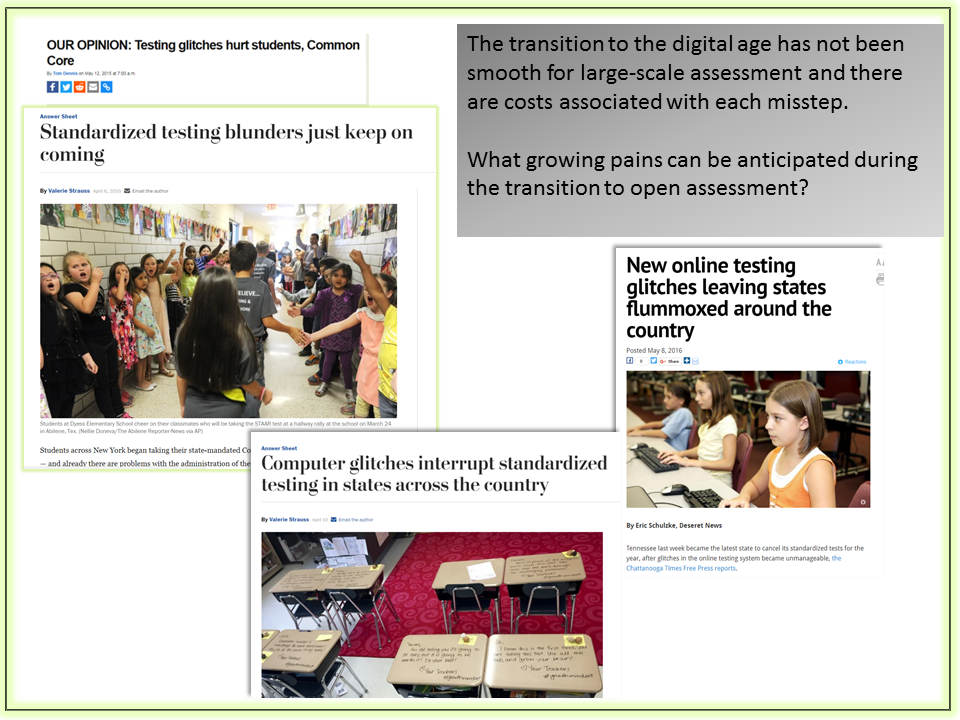 OUR OPINION: Testing glitches hurt students, Common
Core
By Tom Dennis on May 12, 2015 at 7:00 a.m.
The transition to the digital age has not been
smooth for large-scale assessment and there
are costs associated with each misstep.
What growing pains can be anticipated during
the transition to open assessment?
Answer Sheet
Standardized testing blunders just keep on
coming
By Valerie Strauss April 6, 2016 Email the author
BELIEVE...
Students at Dyess Elementary School cheer on their classmates who will be taking the STAAR test at a hallway rally at the school on March 24
in Abilene, Tex. (Nellie Doneva/The Abilene Reporter-News via AP)
Students across New York began taking their state-mandated Co
— and already there are problems with the administration of the
New online testing
glitches leaving states
flummoxed around the
country
Posted May 8, 2016
Share
Reactions
By Eric Schulzke, Deseret News
Tennessee last week became the latest state to cancel its standardized tests for the
year, after glitches in the online testing system became unmanageable, the
Chattanooga Times Free Press reports.
Answer Sheet
Computer glitches interrupt standardized
testing in states across the country
By Valerie Strauss Email the author